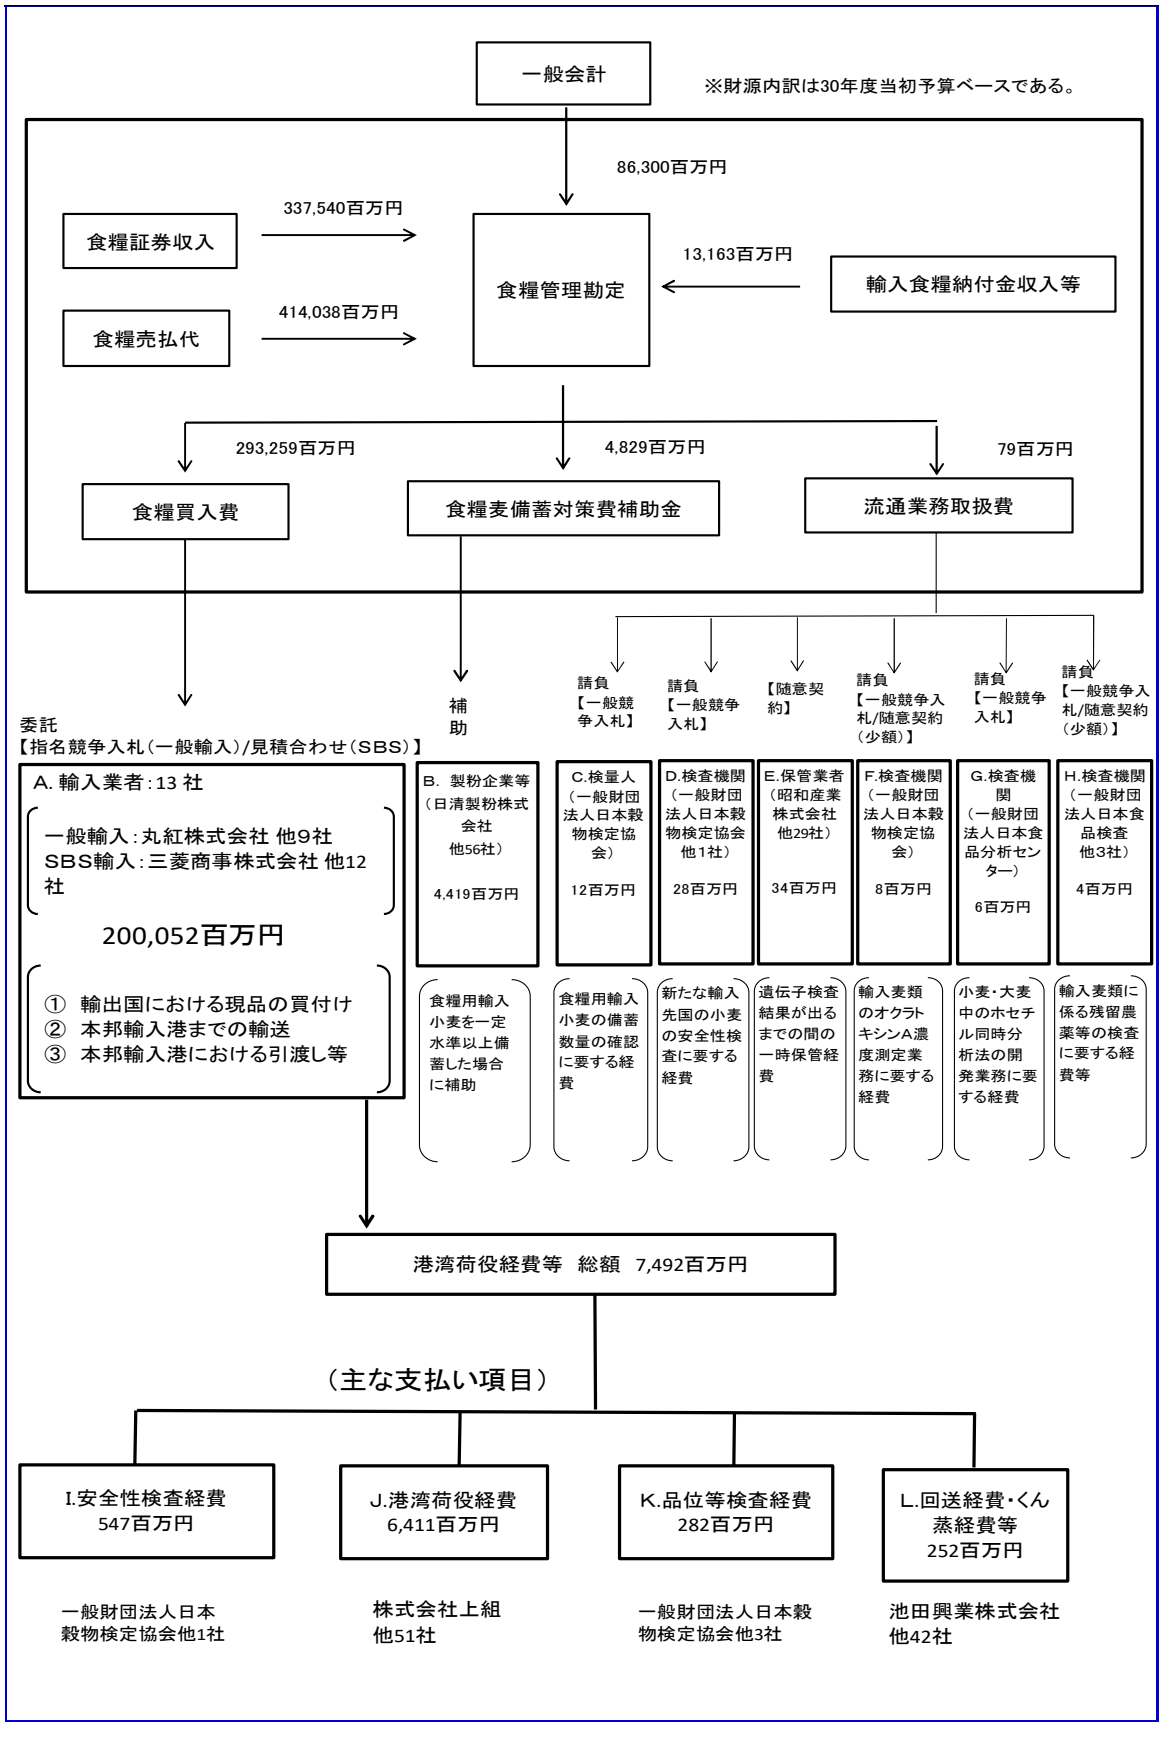 一般会計
※財源内訳は30年度当初予算ベースである。
86,300百万円
337,540百万円
食糧証券収入
食糧管理勘定
13,163百万円
輸入食糧納付金収入等
414,038百万円
食糧売払代
293,259百万円
4,829百万円
79百万円
食糧買入費
食糧麦備蓄対策費補助金
流通業務取扱費
委託
【指名競争入札(一般輸入)/見積合わせ(SBS)】
補
助
請負
【一般競
争入札】
請負
【一般競争
入札】
【随意契
約】
請負
【一般競争入
札/随意契約
(少額)】
請負
【一般競争
入札】
請負
【一般競争入
札/随意契約
(少額)】
A. 輸入業者:13 社
一般輸入:丸紅株式会社 他9社
SBS輸入:三菱商事株式会社 他12
社
200,052百万円
① 輸出国における現品の買付け
② 本邦輸入港までの輸送
③ 本邦輸入港における引渡し等
B. 製粉企業等
(日清製粉株式
会社
他56社)
4,419百万円
C.検量人
(一般財団
法人日本穀
物検定協
会)
12百万円
D.検査機関
(一般財団
法人日本穀
物検定協会
他1社)
28百万円
E.保管業者
(昭和産業
株式会社
他29社)
34百万円
F.検査機関
(一般財団
法人日本穀
物検定協
会)
8百万円
G.検査機
関
(一般財団
法人日本食
品分析セン
ター)
6百万円
H.検査機関
(一般財団
法人日本食
品検査
他3社)
4百万円
食糧用輸入
小麦を一定
水準以上備
蓄した場合
に補助
食糧用輸入
小麦の備蓄
数量の確認
に要する経
費
新たな輸入
先国の小麦
の安全性検
査に要する
経費
遺伝子検査
結果が出る
までの間の
一時保管経
費
輸入麦類
のオクラト
キシンA濃
度測定業
務に要する
経費
小麦・大麦
中のホセチ
ル同時分
析法の開
発業務に要
する経費
輸入麦類に
係る残留農
薬等の検査
に要する経
費等
港湾荷役経費等 総額 7,492百万円
(主な支払い項目)
I.安全性検査経費
547百万円
J.港湾荷役経費
6,411百万円
K.品位等検査経費
282百万円
L.回送経費・くん
蒸経費等
252百万円
一般財団法人日本
穀物検定協会他1社
株式会社上組
他51社
一般財団法人日本穀
物検定協会他3社
池田興業株式会社
他42社